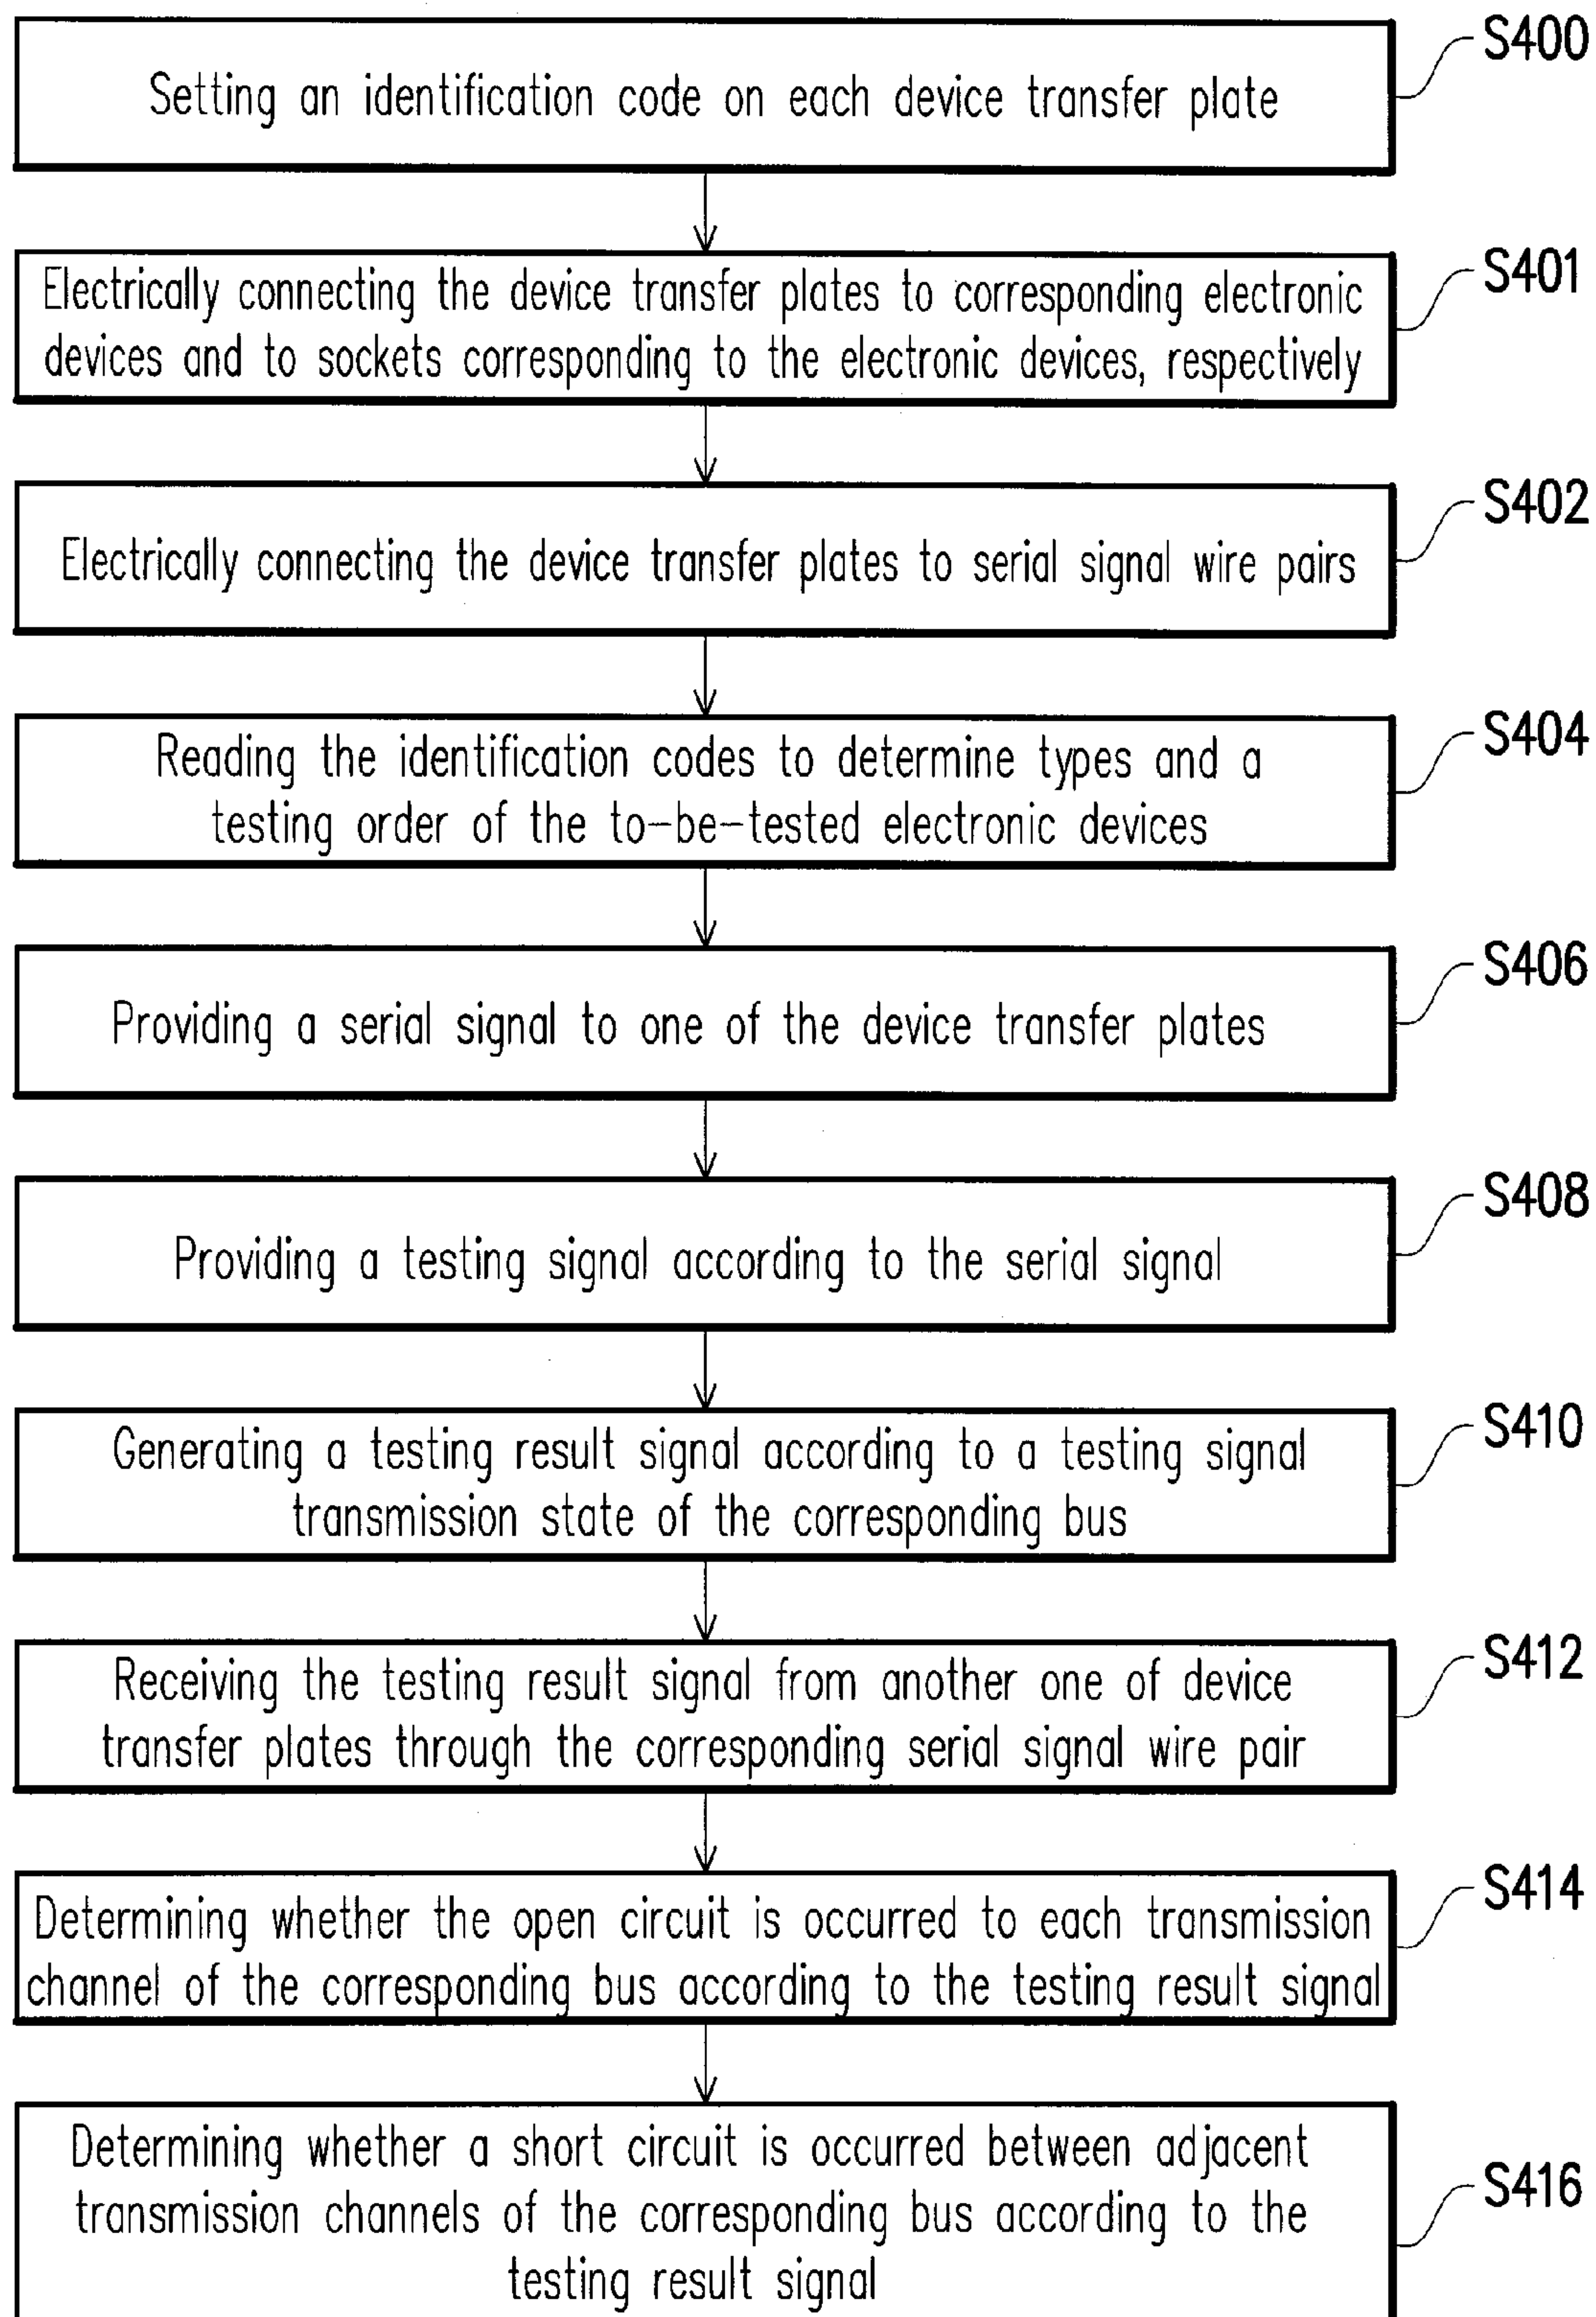 S400
Setting an identification code on each device transfer plate
S401
Electrically connecting the device transfer plates to corresponding electronic
devices and to sockets corresponding to the electronic devices, respectively
S402
Electrically connecting the device transfer plates to serial signal wire pairs
S404
Reading the identification codes to determine types and a
testing order of the to-be-tested electronic devices
S406
Providing a serial signal to one of the device transfer plates
S408
Providing a testing signal according to the serial signal
S410
Generating a testing result signal according to a testing signal
transmission state of the corresponding bus
S412
Receiving the testing result signal from another one of device
transfer plates through the corresponding serial signal wire pair
S414
Determining whether the open circuit is occurred to each transmission
channel of the corresponding bus according to the testing result signal
S416
Determining whether a short circuit is occurred between adjacent
transmission channels of the corresponding bus according to the
testing result signal